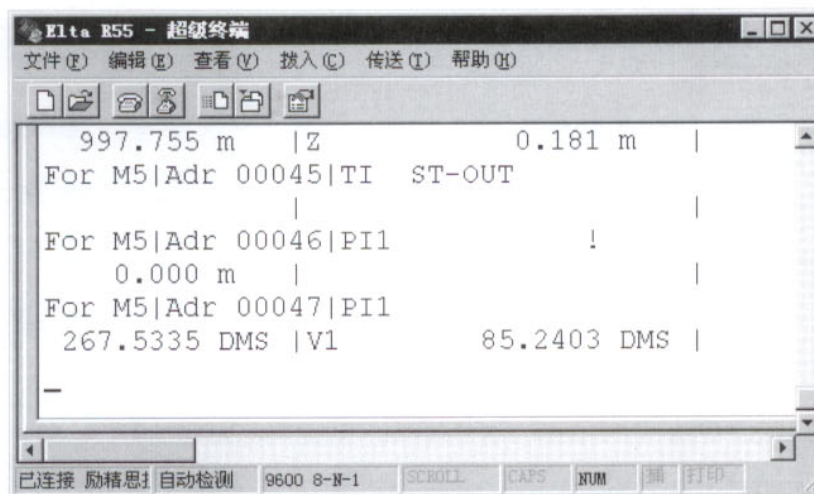 Elta R55 - 超级终端
文件(F) 编辑(E) 查看(V) 拨入(C) 传送(T) 帮助(H)
997.755 m |Z 0.181 m |
For M5|Adr 00045|TI ST-OUT
| |
For M5|Adr 00046|PI1 !
0.000 m | |
For M5|Adr 00047|PI1
267.5335 DMS |V1 85.2403 DMS |
_
已连接 励精思 自动检测 9600 8-N-1 SCROLL CAPS NUM 捕 打印